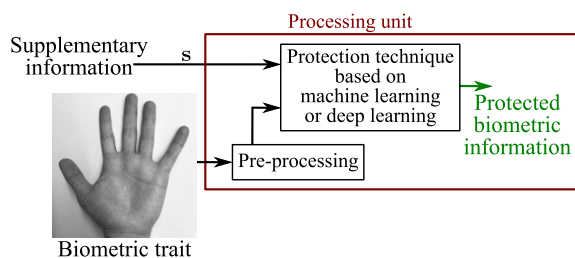 Processing unit
Supplementary
information
s
Protection technique
based on
machine learning
or deep learning
Protected
biometric
information
Pre-processing
Biometric trait